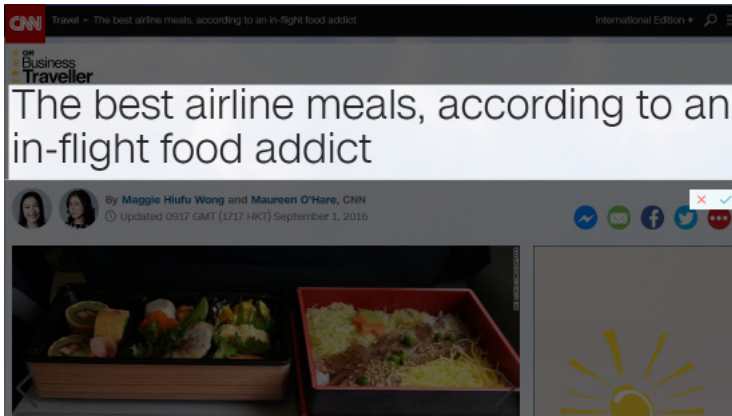 CNN Travel » The best airline meals, according to an in-flight food addict International Edition +
CNN
Business
Traveller
The best airline meals, according to an
in-flight food addict
By Maggie Hiufu Wong and Maureen O'Hare, CNN
Updated 0917 GMT (1717 HKT) September 1, 2016